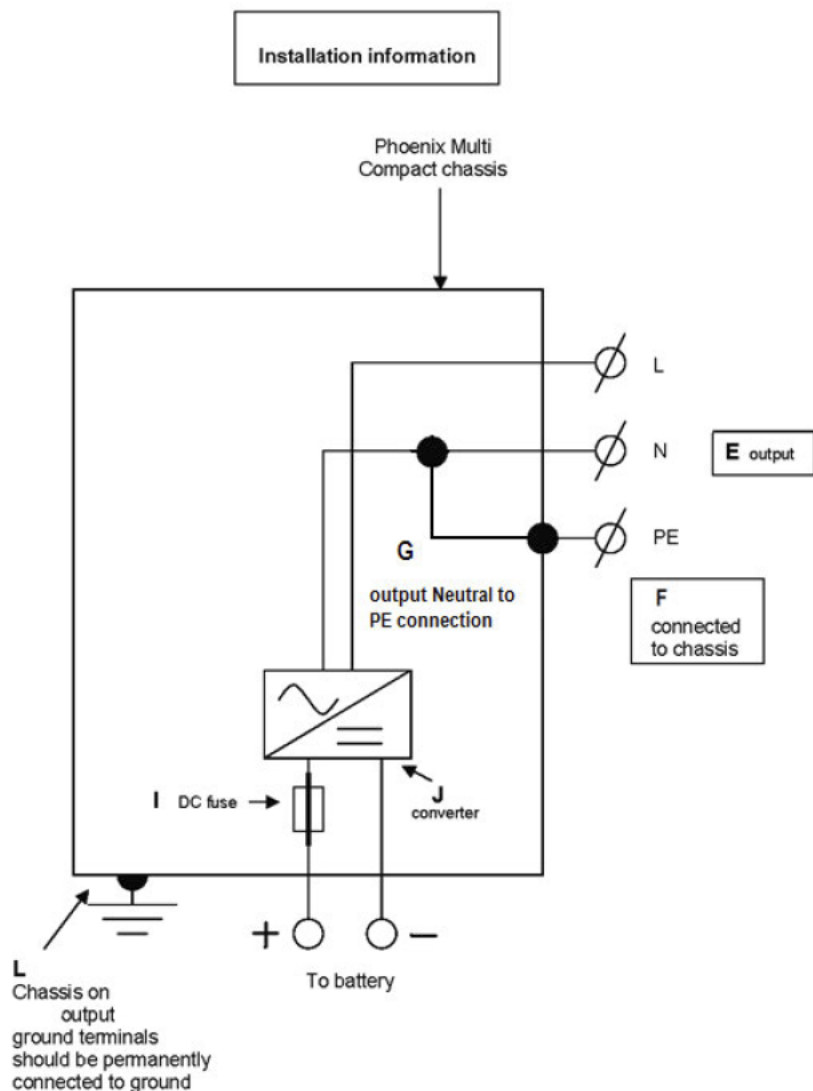 Installation information
Phoenix Multi
Compact chassis
L
N
E output
PE
G
output Neutral to
PE connection
F
connected
to chassis
I DC fuse
J
converter
+
−
To battery
L
Chassis on
output
ground terminals
should be permanently
connected to ground